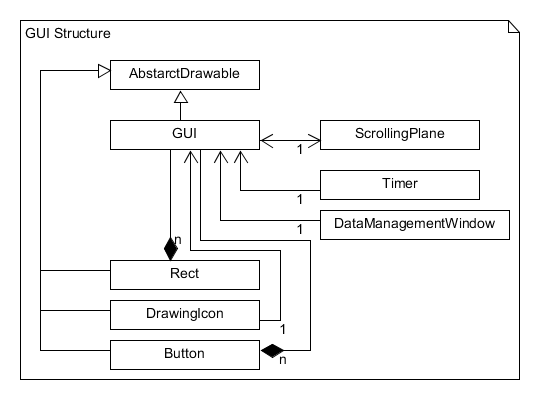 GUI Structure
AbstarctDrawable
GUI
ScrollingPlane
1
Timer
1
DataManagementWindow
1
n
Rect
DrawingIcon
1
Button
n